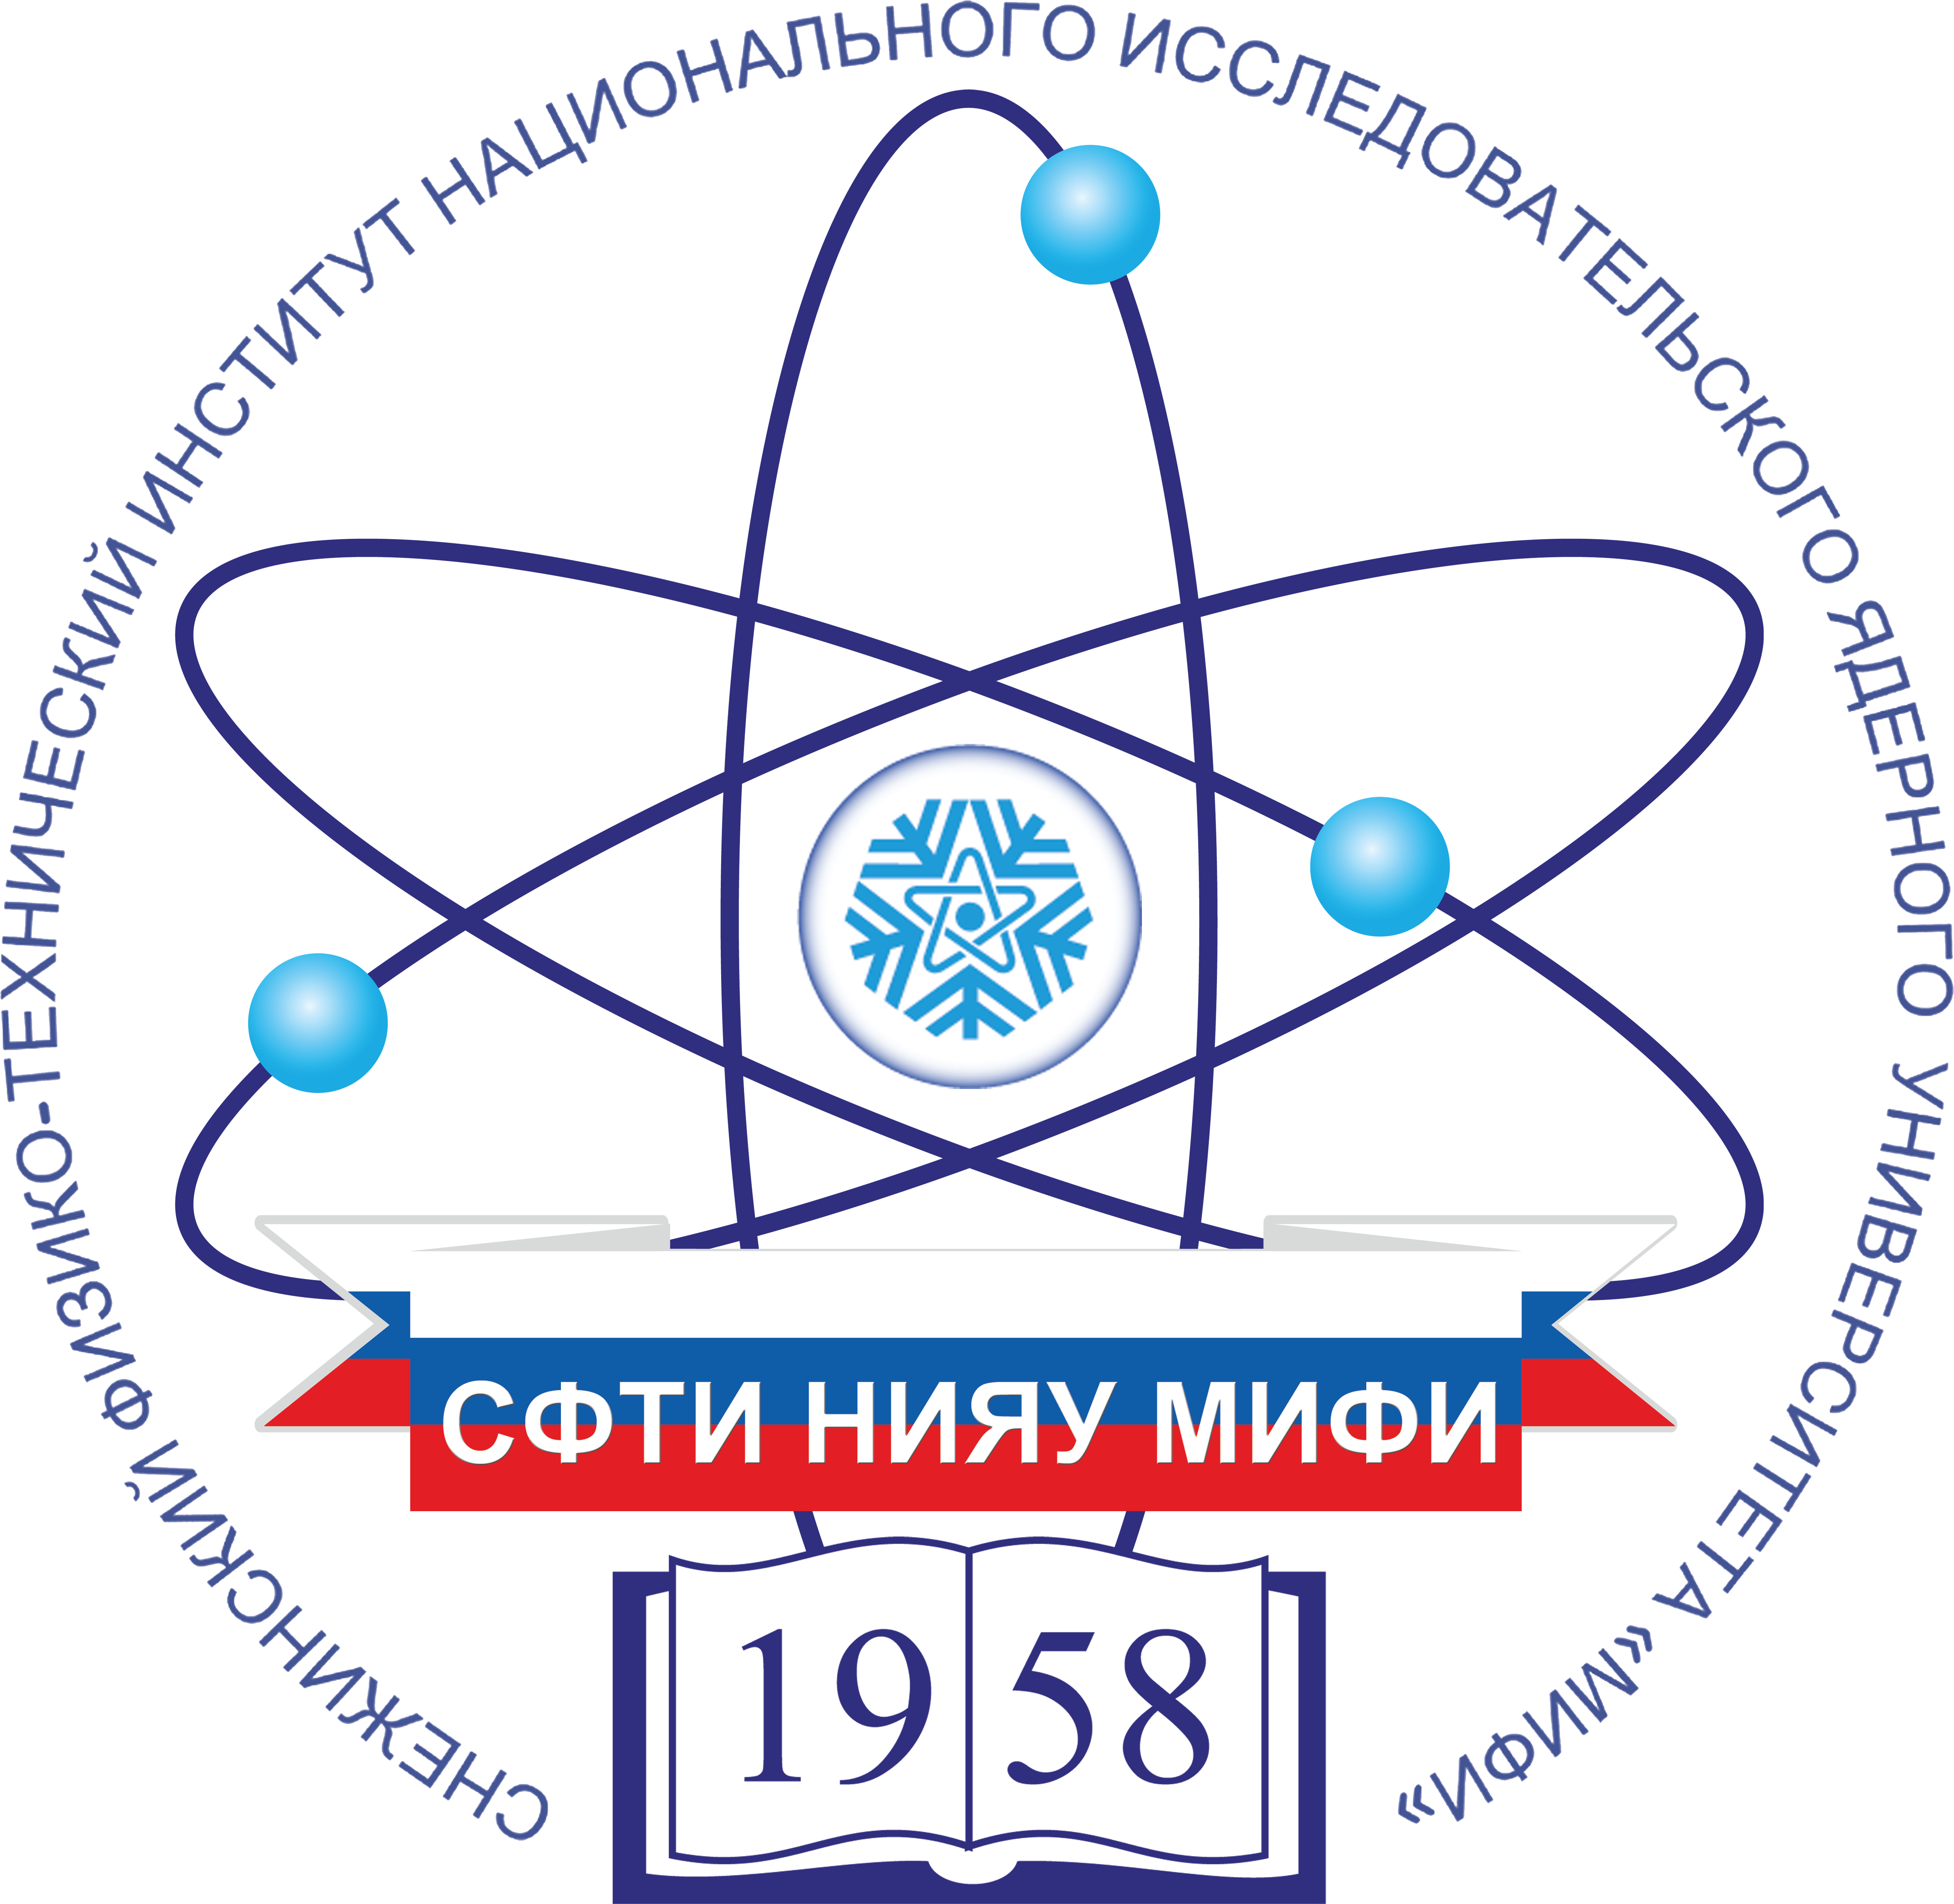 СНЕЖИНСКИЙ ФИЗИКО-ТЕХНИЧЕСКИЙ ИНСТИТУТ НАЦИОНАЛЬНОГО ИССЛЕДОВАТЕЛЬСКОГО ЯДЕРНОГО УНИВЕРСИТЕТА «МИФИ»
СФТИ НИЯУ МИФИ
1958